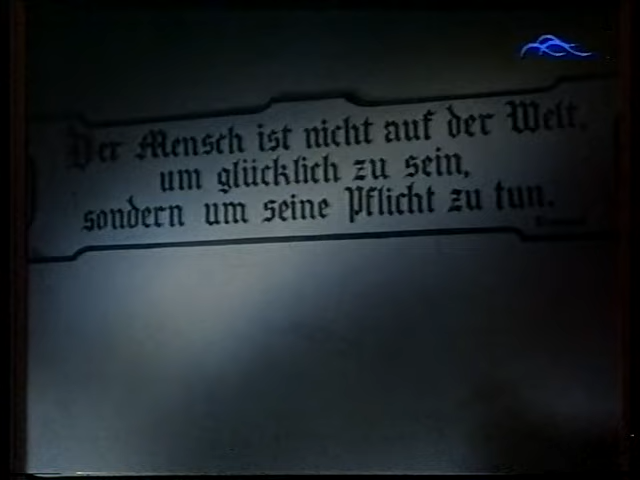 Der Mensch ist nicht auf der Welt,
um glücklich zu sein,
sondern um seine Pflicht zu tun.